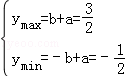 { y_max=b+a=3/2
y_min=-b+a=-1/2